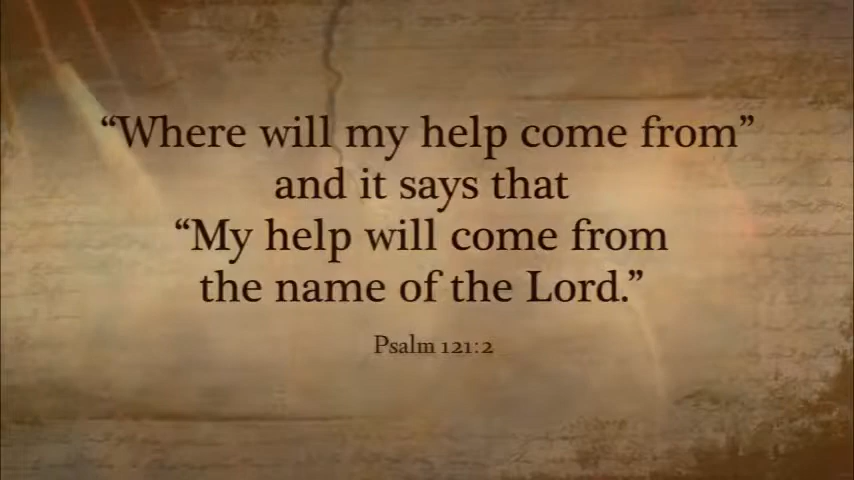 “Where will my help come from”
and it says that
“My help will come from
the name of the Lord.”
Psalm 121:2